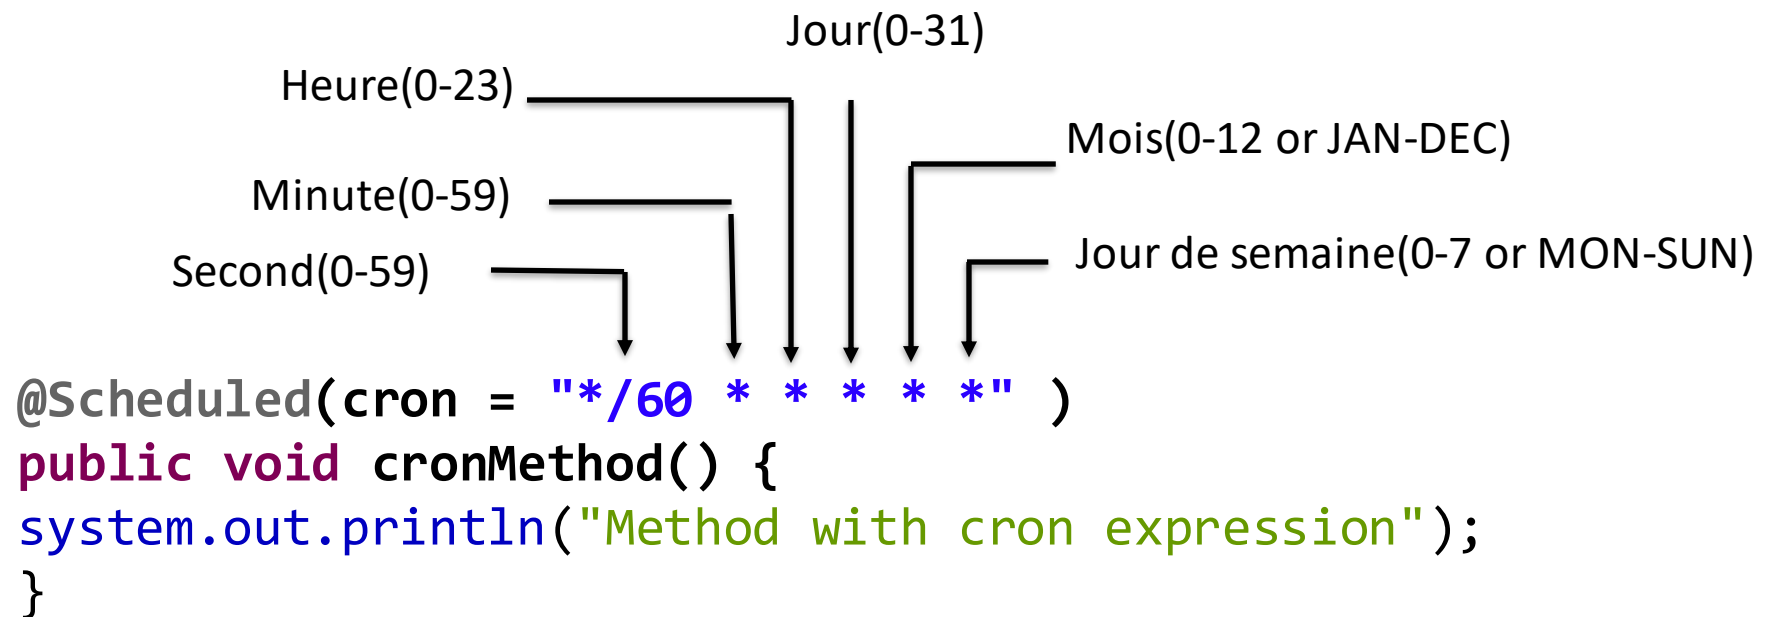 Jour(0-31)
Heure(0-23)
Mois(0-12 or JAN-DEC)
Minute(0-59)
Jour de semaine(0-7 or MON-SUN)
Second(0-59)
@Scheduled(cron = "*/60 * * * * *" )
public void cronMethod() {
system.out.println("Method with cron expression");
}